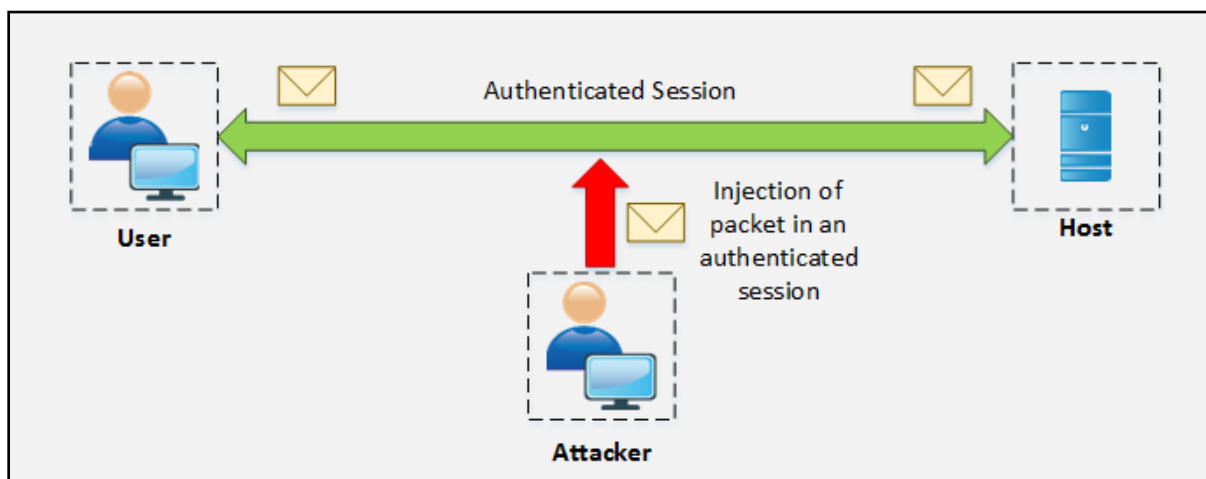 Authenticated Session
User
Injection of
packet in an
authenticated
session
Host
Attacker